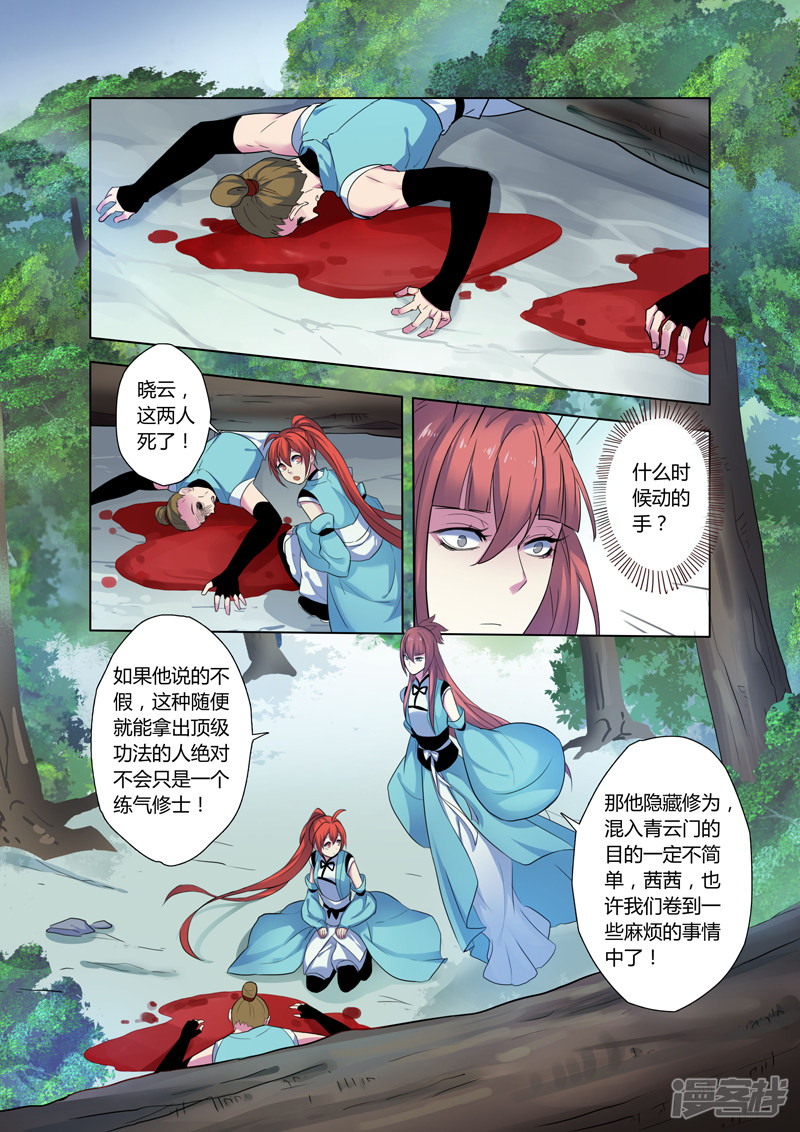 晓云，
这两人
死了！
什么时
候动的
手？
如果他说的不
假，这种随便
就能拿出顶级
功法的人绝对
不会只是一个
练气修士！
那他隐藏修为，
混入青云门的
目的一定不简
单，茜茜，也
许我们卷到一
些麻烦的事情
中了！
漫客栈